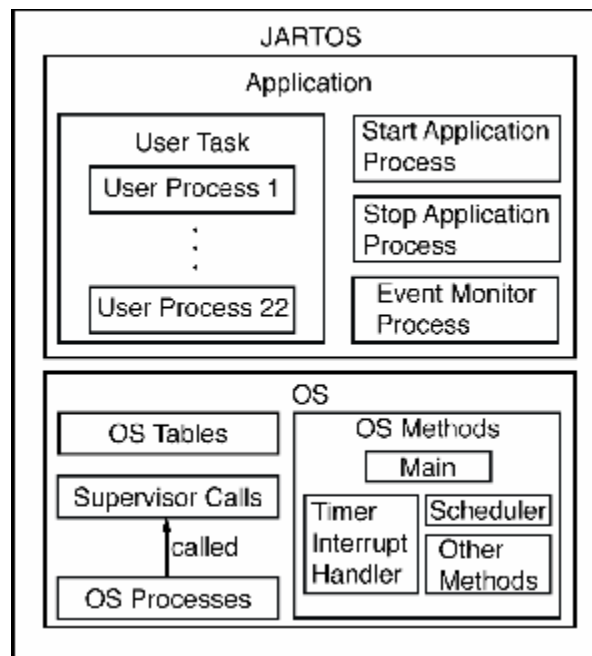 JARTOS
Application
User Task
User Process 1
User Process 22
Start Application
Process
Stop Application
Process
Event Monitor
Process
OS
OS Tables
Supervisor Calls
called
OS Processes
OS Methods
Main
Timer
Interrupt
Handler
Scheduler
Other
Methods